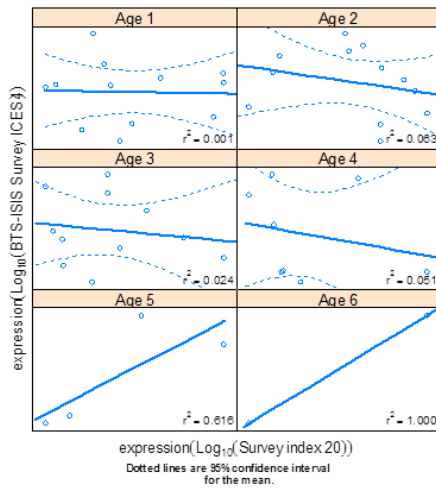 Age 1
Age 2
r² = 0.001
r² = 0.063
Age 3
Age 4
r² = 0.024
r² = 0.051
Age 5
Age 6
r² = 0.616
r² = 1.000
expression(Log₁₀(BTS-ISIS Survey (ICES4))
expression(Log₁₀(Survey index 20))
Dotted lines are 95% confidence interval
for the mean.